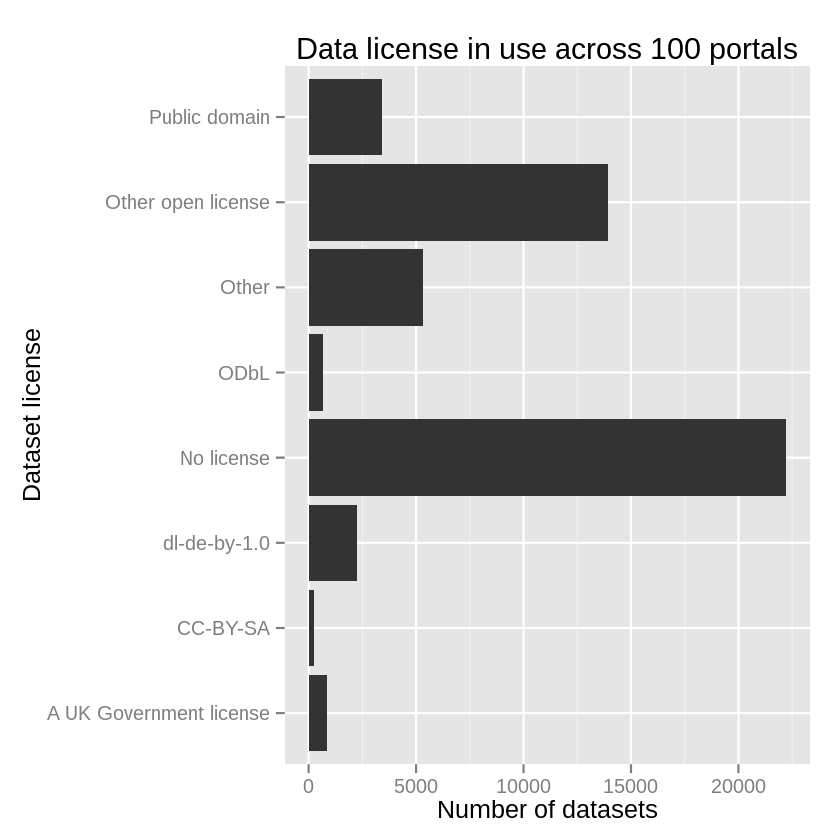 Data license in use across 100 portals
Dataset license
Public domain
Other open license
Other
ODbL
No license
dl-de-by-1.0
CC-BY-SA
A UK Government license
0 5000 10000 15000 20000
Number of datasets